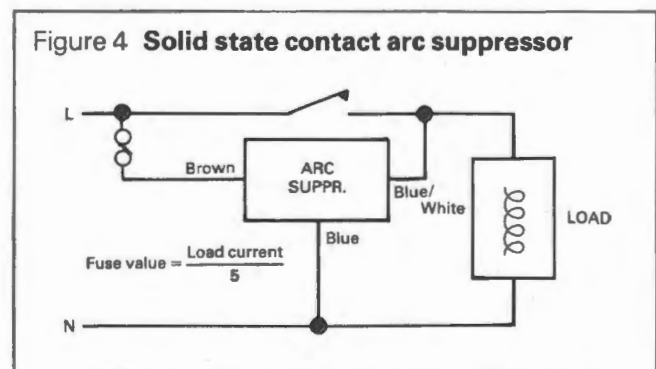 Figure 4 Solid state contact arc suppressor
L
Brown
ARC
SUPPR.
Blue/
White
LOAD
Blue
Fuse value = Load current
5
N